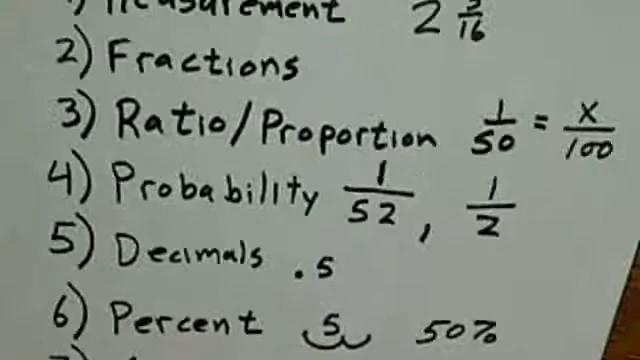 Measurement 2 3/16
2) Fractions
3) Ratio/Proportion 1/50 = x/100
4) Probability 1/52, 1/2
5) Decimals .5
6) Percent 5 50%